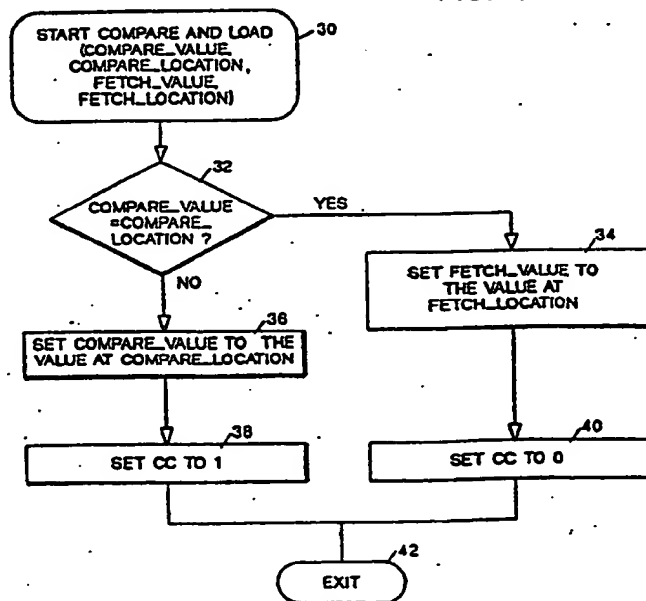 START COMPARE AND LOAD
(COMPARE_VALUE,
COMPARE_LOCATION,
FETCH_VALUE,
FETCH_LOCATION)
30
32
COMPARE_VALUE
=COMPARE_
LOCATION ?
YES
NO
34
SET FETCH_VALUE TO
THE VALUE AT
FETCH_LOCATION
36
SET COMPARE_VALUE TO THE
VALUE AT COMPARE_LOCATION
38
SET CC TO 1
40
SET CC TO 0
42
EXIT